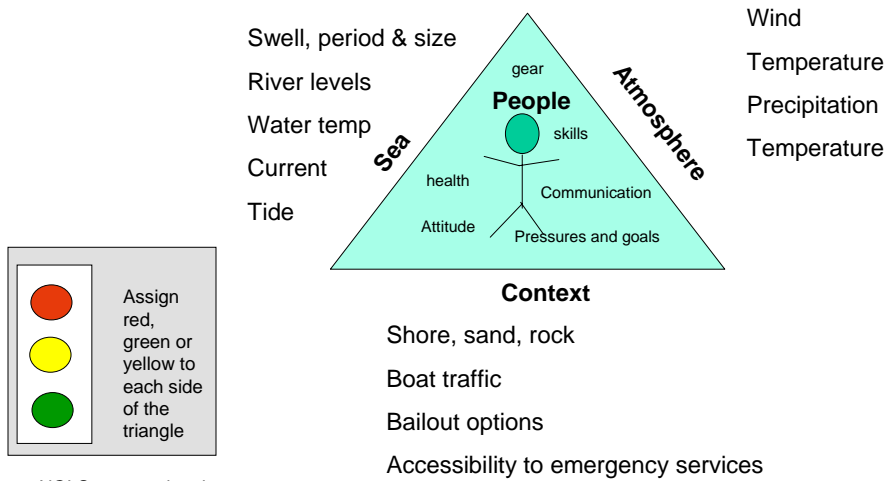 Swell, period & size
River levels
Water temp
Current
Tide
Sea
gear
People
skills
health
Communication
Attitude
Pressures and goals
Atmosphere
Wind
Temperature
Precipitation
Temperature
Context
Shore, sand, rock
Boat traffic
Bailout options
Accessibility to emergency services
Assign
red,
green or
yellow to
each side
of the
triangle